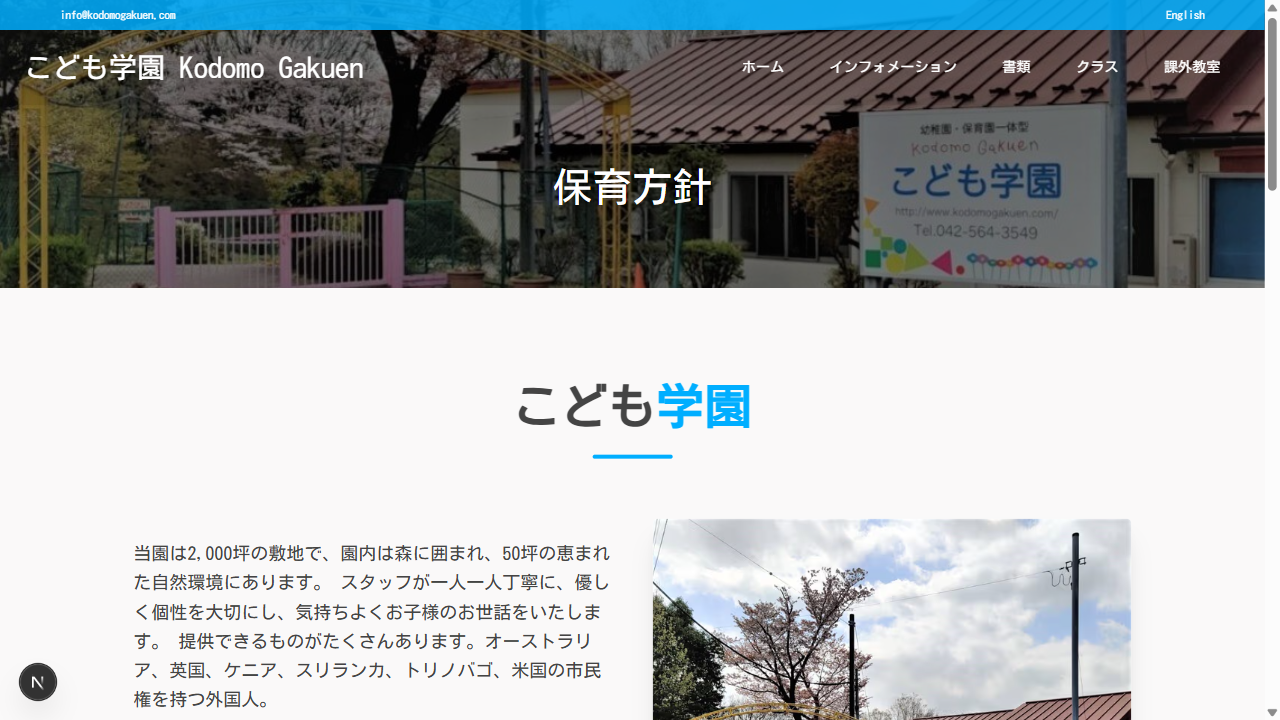 info@kodomogakuen.com
English
こども学園 Kodomo Gakuen
ホーム
インフォメーション
書類
クラス
課外教室
幼稚園・保育園一体型
Kodomo Gakuen
こども学園
http://www.kodomogakuen.com/
Tel.042-564-3549
保育方針
こども学園
当園は2,000坪の敷地で、園内は森に囲まれ、50坪の恵まれ
た自然環境にあります。 スタッフが一人一人丁寧に、優し
く個性を大切にし、気持ちよくお子様のお世話をいたしま
す。 提供できるものがたくさんあります。オーストラリ
ア、英国、ケニア、スリランカ、トリノバゴ、米国の市民
権を持つ外国人。
N